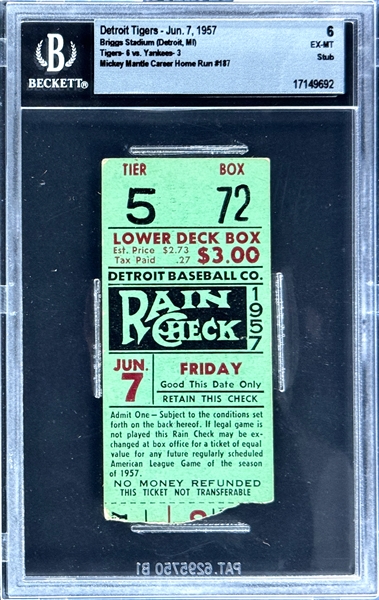 B
BECKETT
Detroit Tigers - Jun. 7, 1957
Briggs Stadium (Detroit, MI)
Tigers- 6 vs. Yankees- 3
Mickey Mantle Career Home Run #187
6
EX-MT
Stub
17149692
TIER BOX
5 72
LOWER DECK BOX
Est. Price $2.73
Tax Paid .27
$3.00
DETROIT BASEBALL CO.
RAIN
CHECK
1957
JUN.
7
FRIDAY
Good This Date Only
RETAIN THIS CHECK
Admit One — Subject to the conditions set
forth on the back hereof. If legal game is
not played this Rain Check may be ex-
changed at box office for a ticket of equal
value for any future regularly scheduled
American League Game of the season
of 1957.
NO MONEY REFUNDED
THIS TICKET NOT TRANSFERABLE
PAT. 6295750 B1